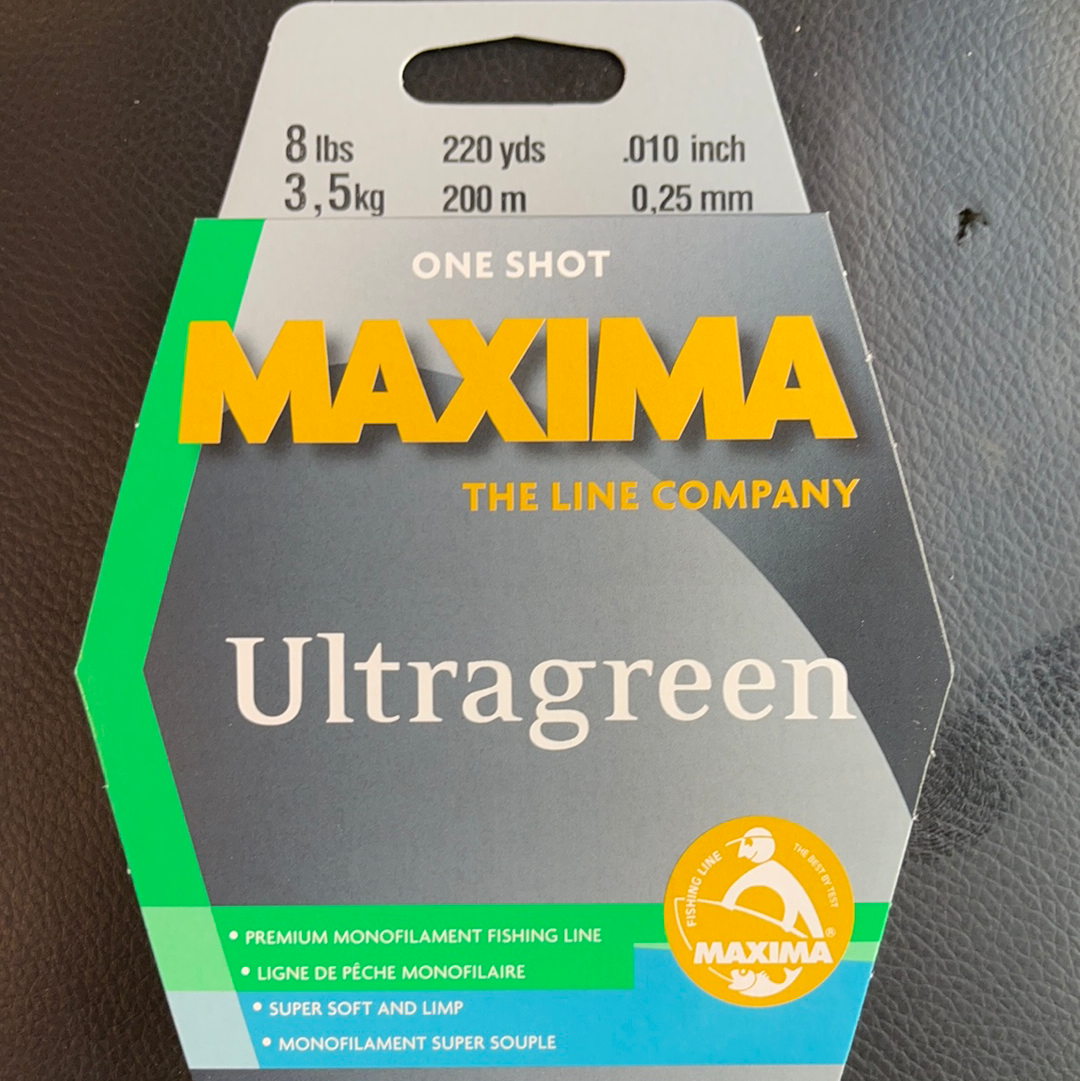 8 lbs 220 yds .010 inch
3,5kg 200 m 0,25 mm
ONE SHOT
MAXIMA
THE LINE COMPANY
Ultragreen
FISHING LINE THE BEST BY TEST
MAXIMA ®
• PREMIUM MONOFILAMENT FISHING LINE
• LIGNE DE PÊCHE MONOFILAIRE
• SUPER SOFT AND LIMP
• MONOFILAMENT SUPER SOUPLE